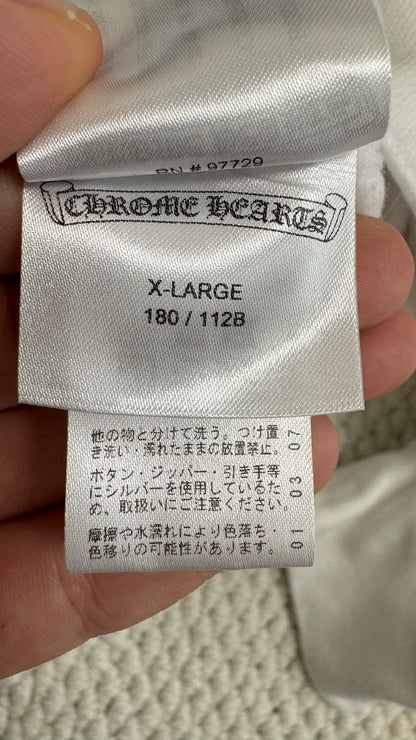 RN # 97729
CHROME HEARTS
X-LARGE
180 / 112B
他の物と分けて洗う。つけ置
き洗い・濡れたままの放置禁止。
ボタン・ジッパー・引き手等
にシルバーを使用しているた
め、取扱いにご注意ください。
摩擦や水濡れにより色落ち・
色移りの可能性があります。
01 03 07